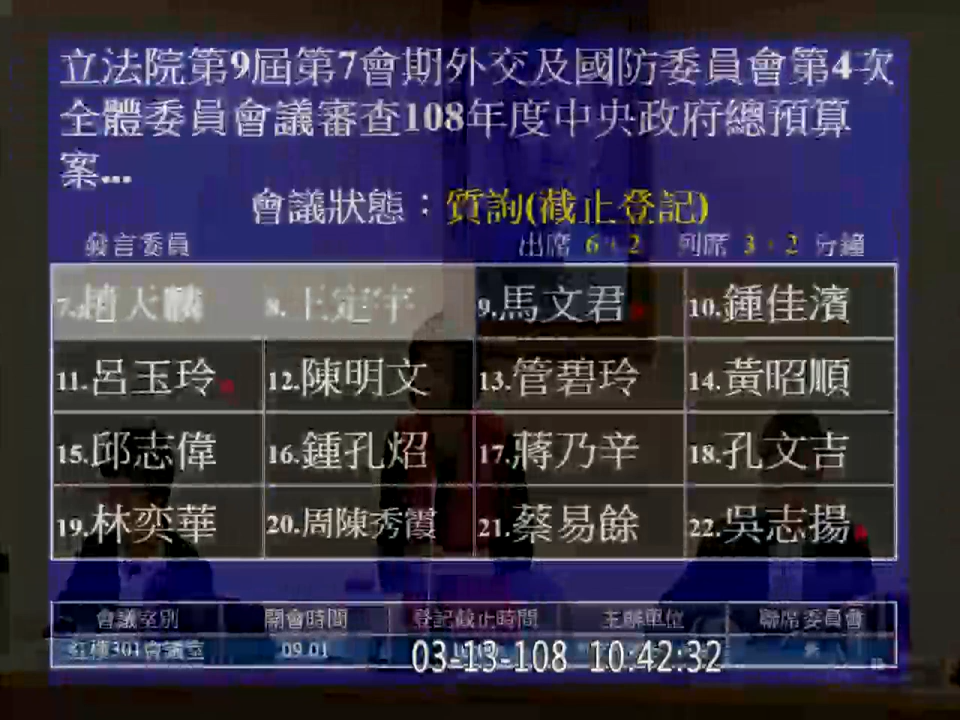 立法院第9屆第7會期外交及國防委員會第4次
全體委員會議審查108年度中央政府總預算
案...
會議狀態：質詢(截止登記)
發言委員 出席 6+2 列席 3+2 分鐘
7.趙天麟 8.王定宇 9.馬文君 10.鍾佳濱
11.呂玉玲 12.陳明文 13.管碧玲 14.黃昭順
15.邱志偉 16.鍾孔炤 17.蔣乃辛 18.孔文吉
19.林奕華 20.周陳秀霞 21.蔡易餘 22.吳志揚
會議室別 開會時間 登記截止時間 主辦單位 聯席委員會
紅樓301會議室 09:01
03-13-108 10:42:32